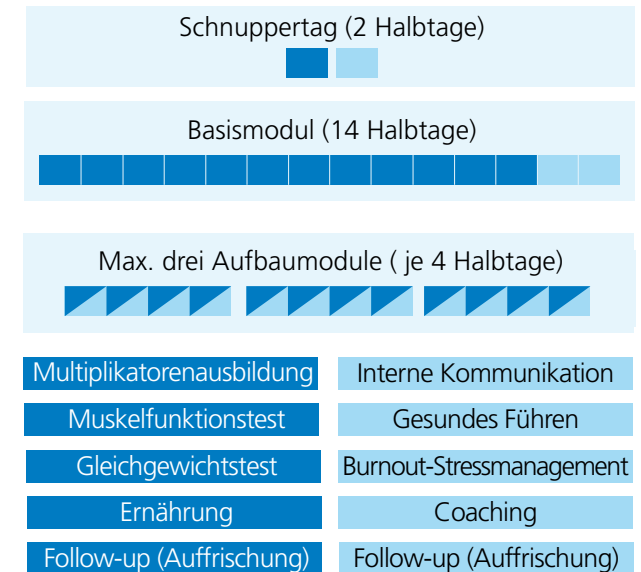 Schnuppertag (2 Halbtage)
Basismodul (14 Halbtage)
Max. drei Aufbaumodule ( je 4 Halbtage)
Multiplikatorenausbildung
Interne Kommunikation
Muskelfunktionstest
Gesundes Führen
Gleichgewichtstest
Burnout-Stressmanagement
Ernährung
Coaching
Follow-up (Auffrischung)
Follow-up (Auffrischung)